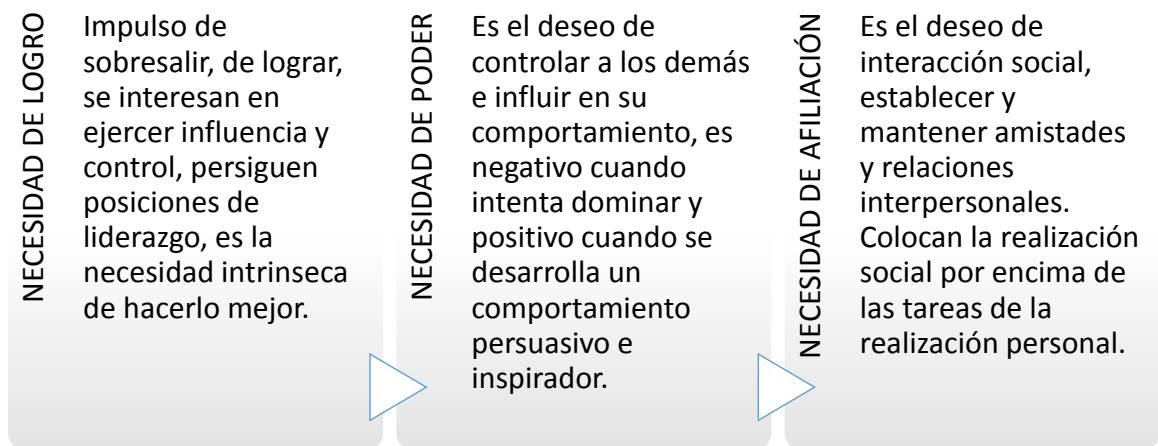 NECESIDAD DE LOGRO
Impulso de
sobresalir, de lograr,
se interesan en
ejercer influencia y
control, persiguen
posiciones de
liderazgo, es la
necesidad intrinseca
de hacerlo mejor.
NECESIDAD DE PODER
Es el deseo de
controlar a los demás
e influir en su
comportamiento, es
negativo cuando
intenta dominar y
positivo cuando se
desarrolla un
comportamiento
persuasivo e
inspirador.
NECESIDAD DE AFILIACIÓN
Es el deseo de
interacción social,
establecer y
mantener amistades
y relaciones
interpersonales.
Colocan la realización
social por encima de
las tareas de la
realización personal.